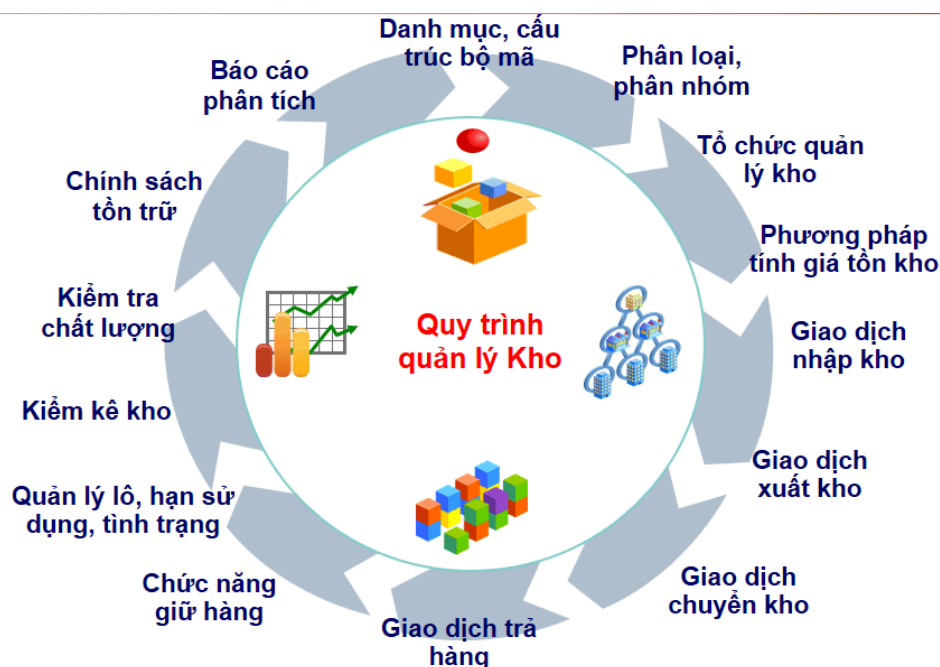 Danh mục, cấu
trúc bộ mã
Phân loại,
phân nhóm
Tổ chức quản
lý kho
Phương pháp
tính giá tồn kho
Giao dịch
nhập kho
Giao dịch
xuất kho
Giao dịch
chuyển kho
Giao dịch trả
hàng
Chức năng
giữ hàng
Quản lý lô, hạn sử
dụng, tình trạng
Kiểm kê kho
Kiểm tra
chất lượng
Chính sách
tồn trữ
Báo cáo
phân tích
Quy trình
quản lý Kho